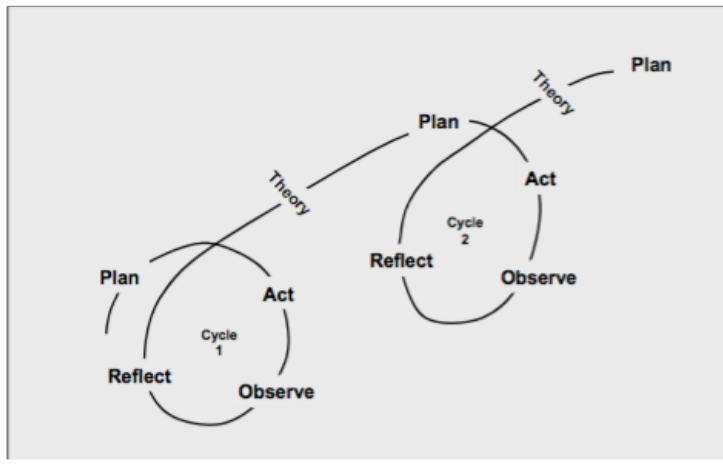 Plan
Theory
Plan
Theory
Act
Cycle
2
Reflect
Observe
Plan
Act
Cycle
1
Reflect
Observe